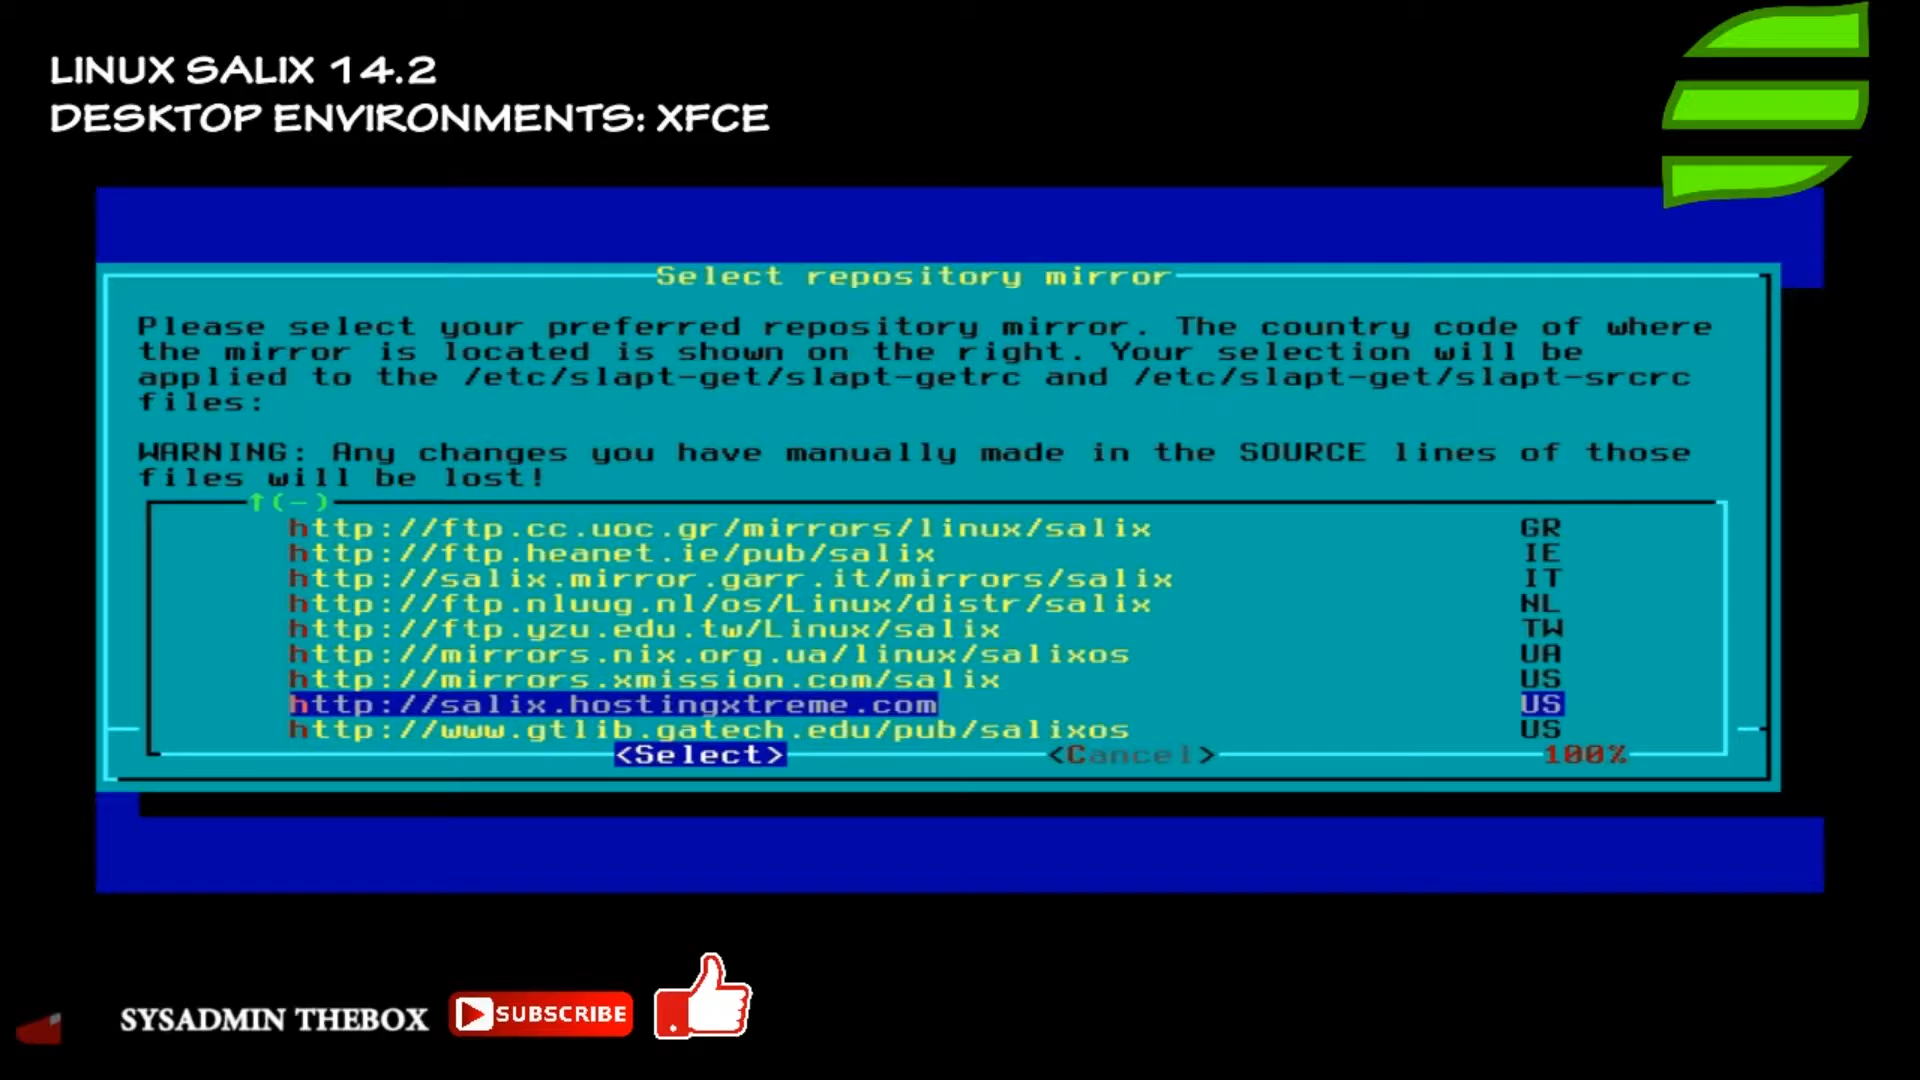 LINUX SALIX 14.2
DESKTOP ENVIRONMENTS: XFCE
Select repository mirror
Please select your preferred repository mirror. The country code of where
the mirror is located is shown on the right. Your selection will be
applied to the /etc/slapt-get/slapt-getrc and /etc/slapt-get/slapt-srcrc
files:
WARNING: Any changes you have manually made in the SOURCE lines of those
files will be lost!
↑(-)
http://ftp.cc.uoc.gr/mirrors/linux/salix GR
http://ftp.heanet.ie/pub/salix IE
http://salix.mirror.garr.it/mirrors/salix IT
http://ftp.nluug.nl/os/Linux/distr/salix NL
http://ftp.yzu.edu.tw/Linux/salix TW
http://mirrors.nix.org.ua/linux/salixos UA
http://mirrors.xmission.com/salix US
http://salix.hostingxtreme.com US
http://www.gtlib.gatech.edu/pub/salixos US
<Select> <Cancel> 100%
SYSADMIN THEBOX SUBSCRIBE